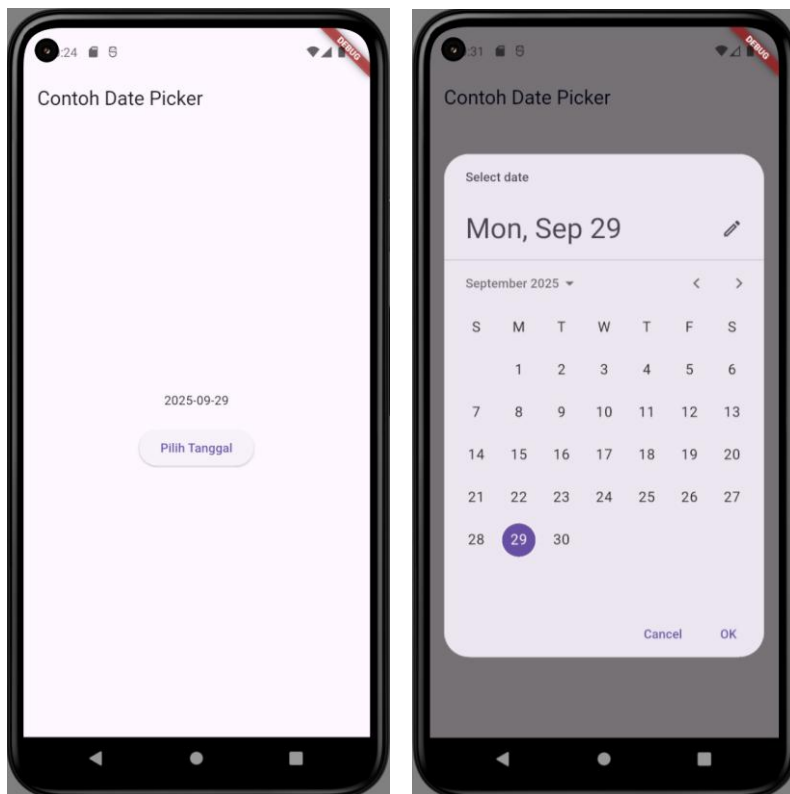 :24
DEBUG
Contoh Date Picker
2025-09-29
Pilih Tanggal
:31
DEBUG
Contoh Date Picker
Select date
Mon, Sep 29
September 2025
S M T W T F S
1 2 3 4 5 6
7 8 9 10 11 12 13
14 15 16 17 18 19 20
21 22 23 24 25 26 27
28 29 30
Cancel OK